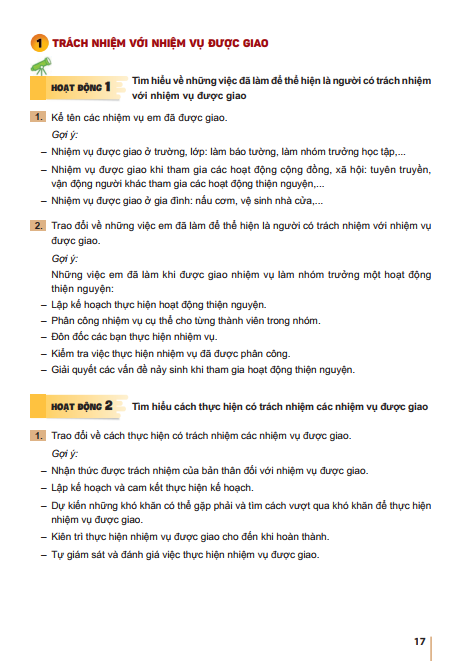 1 TRÁCH NHIỆM VỚI NHIỆM VỤ ĐƯỢC GIAO
HOẠT ĐỘNG 1
Tìm hiểu về những việc đã làm để thể hiện là người có trách nhiệm
với nhiệm vụ được giao
1. Kể tên các nhiệm vụ em đã được giao.
Gợi ý:
– Nhiệm vụ được giao ở trường, lớp: làm báo tường, làm nhóm trưởng học tập,...
– Nhiệm vụ được giao khi tham gia các hoạt động cộng đồng, xã hội: tuyên truyền,
vận động người khác tham gia các hoạt động thiện nguyện,...
– Nhiệm vụ được giao ở gia đình: nấu cơm, vệ sinh nhà cửa,...
2. Trao đổi về những việc em đã làm để thể hiện là người có trách nhiệm với nhiệm vụ
được giao.
Gợi ý:
Những việc em đã làm khi được giao nhiệm vụ làm nhóm trưởng một hoạt động
thiện nguyện:
– Lập kế hoạch thực hiện hoạt động thiện nguyện.
– Phân công nhiệm vụ cụ thể cho từng thành viên trong nhóm.
– Đôn đốc các bạn thực hiện nhiệm vụ.
– Kiểm tra việc thực hiện nhiệm vụ đã được phân công.
– Giải quyết các vấn đề nảy sinh khi tham gia hoạt động thiện nguyện.
HOẠT ĐỘNG 2
Tìm hiểu cách thực hiện có trách nhiệm các nhiệm vụ được giao
1. Trao đổi về cách thực hiện có trách nhiệm các nhiệm vụ được giao.
Gợi ý:
– Nhận thức được trách nhiệm của bản thân đối với nhiệm vụ được giao.
– Lập kế hoạch và cam kết thực hiện kế hoạch.
– Dự kiến những khó khăn có thể gặp phải và tìm cách vượt qua khó khăn để thực hiện
nhiệm vụ được giao.
– Kiên trì thực hiện nhiệm vụ được giao cho đến khi hoàn thành.
– Tự giám sát và đánh giá việc thực hiện nhiệm vụ được giao.
17